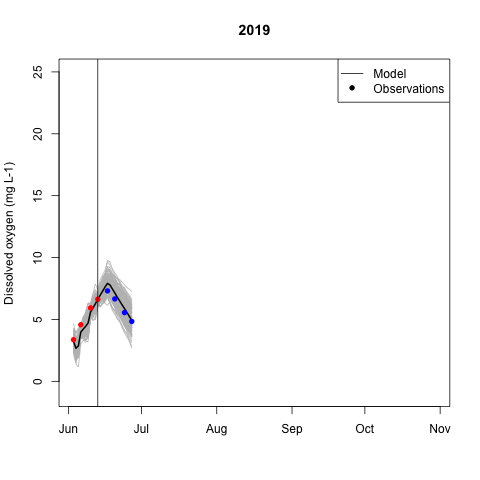 2019
Model
Observations
Dissolved oxygen (mg L-1)
25
20
15
10
5
0
Jun Jul Aug Sep Oct Nov